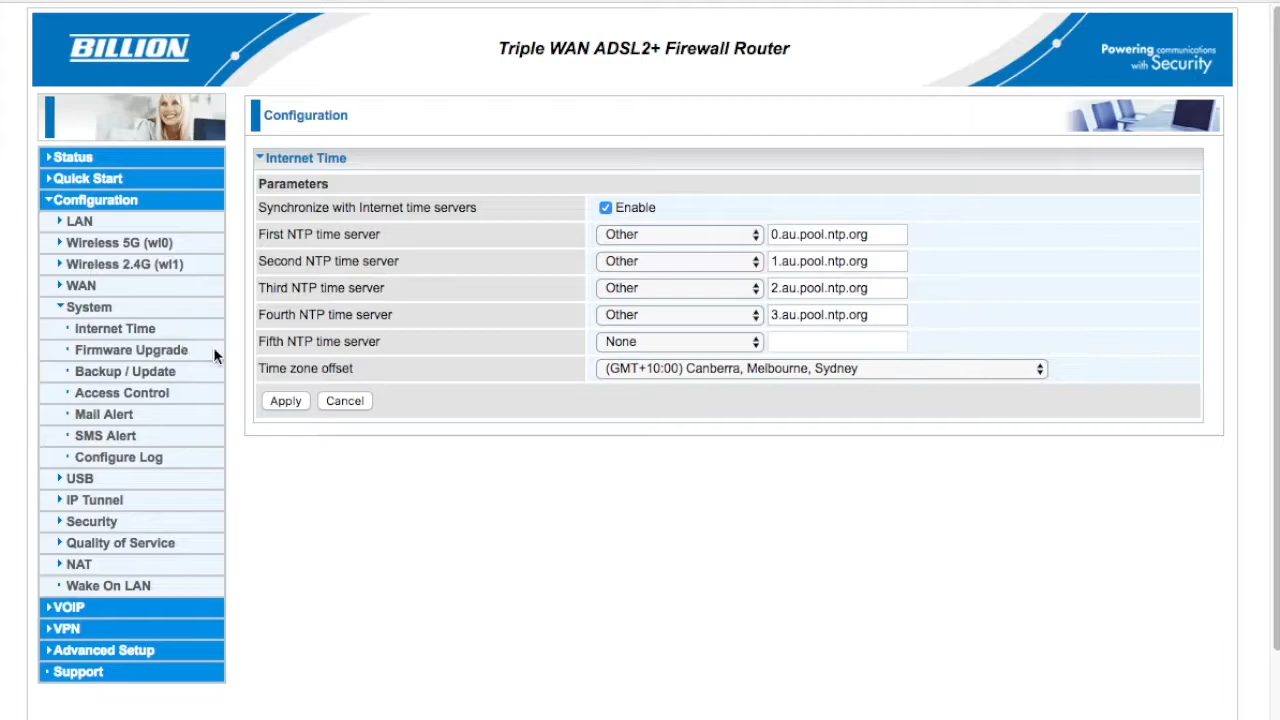 BILLION
Triple WAN ADSL2+ Firewall Router
Powering communications
with Security
Status
Quick Start
Configuration
LAN
Wireless 5G (wl0)
Wireless 2.4G (wl1)
WAN
System
Internet Time
Firmware Upgrade
Backup / Update
Access Control
Mail Alert
SMS Alert
Configure Log
USB
IP Tunnel
Security
Quality of Service
NAT
Wake On LAN
VOIP
VPN
Advanced Setup
Support
Configuration
Internet Time
Parameters
Synchronize with Internet time servers Enable
First NTP time server Other 0.au.pool.ntp.org
Second NTP time server Other 1.au.pool.ntp.org
Third NTP time server Other 2.au.pool.ntp.org
Fourth NTP time server Other 3.au.pool.ntp.org
Fifth NTP time server None
Time zone offset (GMT+10:00) Canberra, Melbourne, Sydney
Apply Cancel